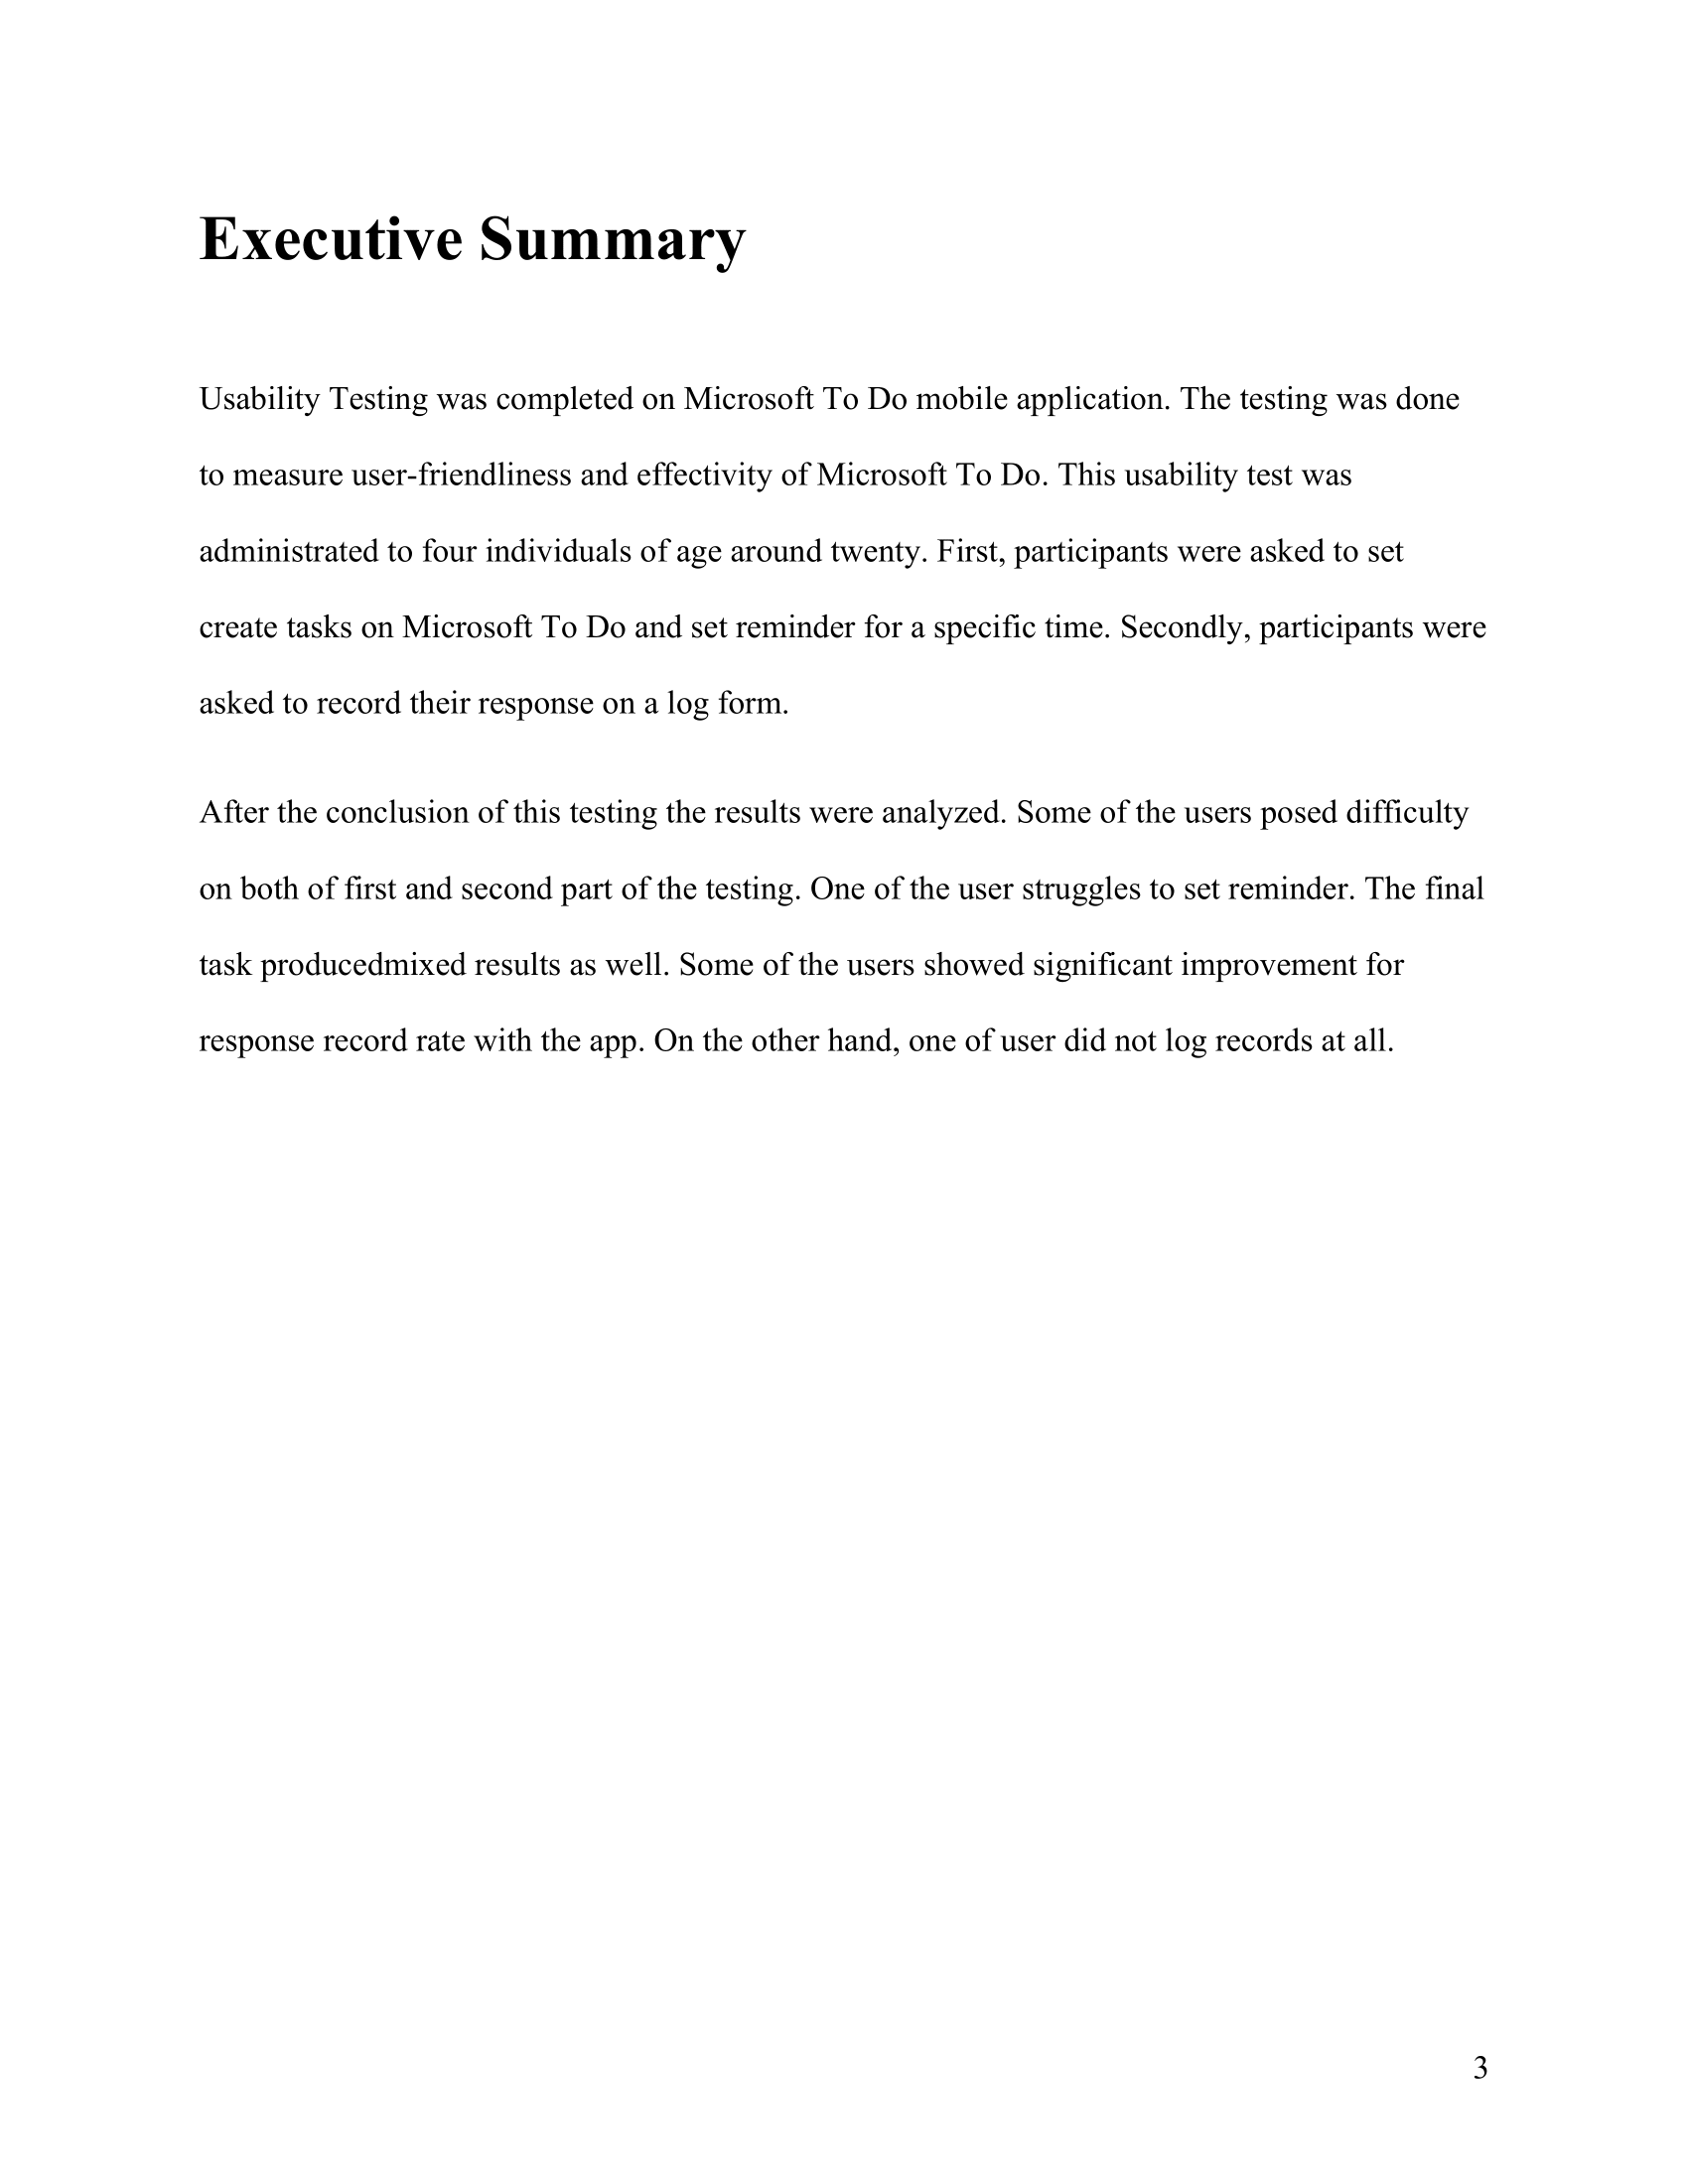 Executive Summary
Usability Testing was completed on Microsoft To Do mobile application. The testing was done
to measure user-friendliness and effectivity of Microsoft To Do. This usability test was
administrated to four individuals of age around twenty. First, participants were asked to set
create tasks on Microsoft To Do and set reminder for a specific time. Secondly, participants were
asked to record their response on a log form.
After the conclusion of this testing the results were analyzed. Some of the users posed difficulty
on both of first and second part of the testing. One of the user struggles to set reminder. The final
task producedmixed results as well. Some of the users showed significant improvement for
response record rate with the app. On the other hand, one of user did not log records at all.
3